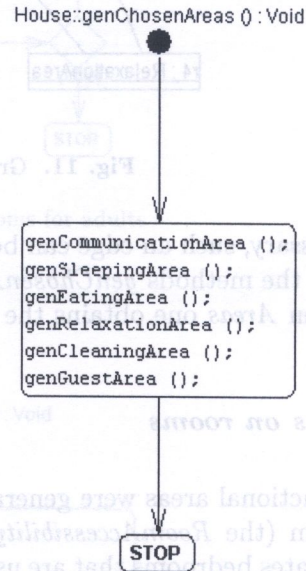 House::genChosenAreas () : Void
genCommunicationArea ();
genSleepingArea ();
genEatingArea ();
genRelaxationArea ();
genCleaningArea ();
genGuestArea ();
STOP